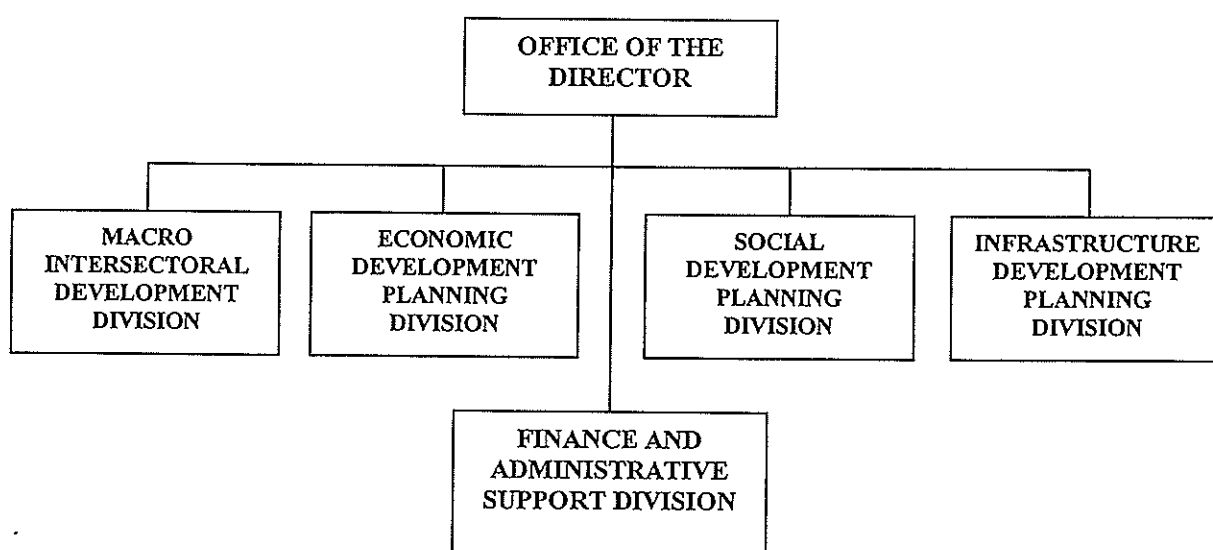 OFFICE OF THE
DIRECTOR
MACRO
INTERSECTORAL
DEVELOPMENT
DIVISION
ECONOMIC
DEVELOPMENT
PLANNING
DIVISION
SOCIAL
DEVELOPMENT
PLANNING
DIVISION
INFRASTRUCTURE
DEVELOPMENT
PLANNING
DIVISION
FINANCE AND
ADMINISTRATIVE
SUPPORT DIVISION